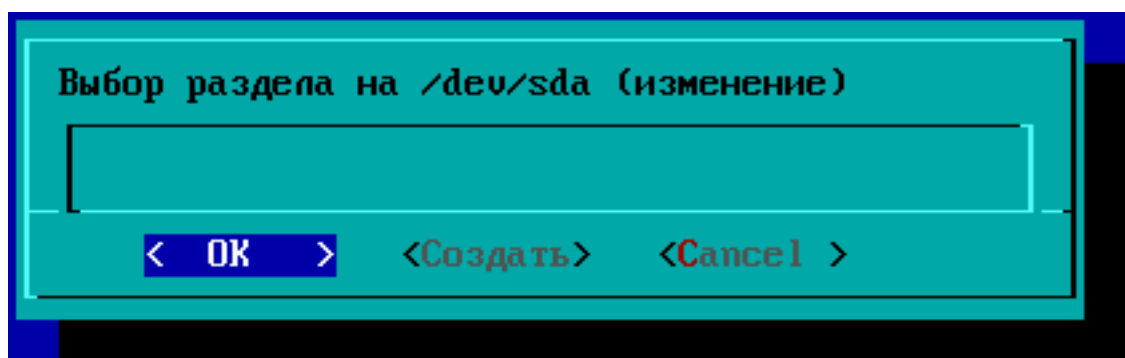 Выбор раздела на /dev/sda (изменение)
< OK > <Создать> <Cancel >